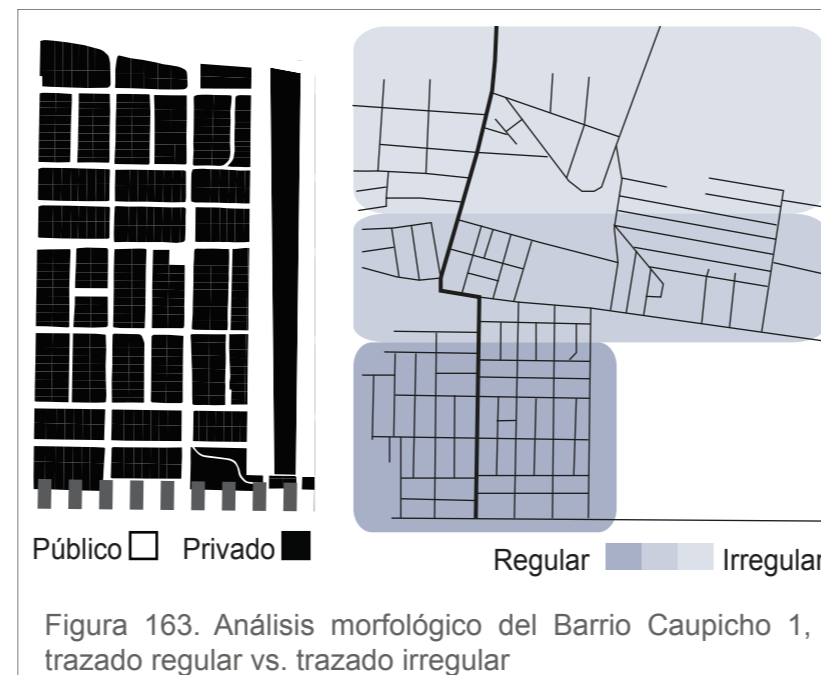 Público Privado
Regular Irregular
Figura 163. Análisis morfológico del Barrio Caupicho 1,
trazado regular vs. trazado irregular